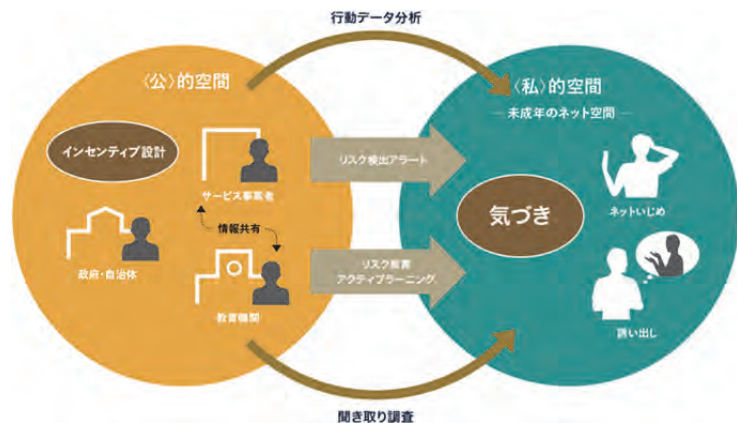 行動データ分析
〈公〉的空間
インセンティブ設計
サービス事業者
情報共有
政府・自治体
教育機関
リスク検出アラート
リスク
アクティブラーニング
〈私〉的空間
― 未成年のネット空間 ―
気づき
ネットいじめ
誘い出し
聞き取り調査